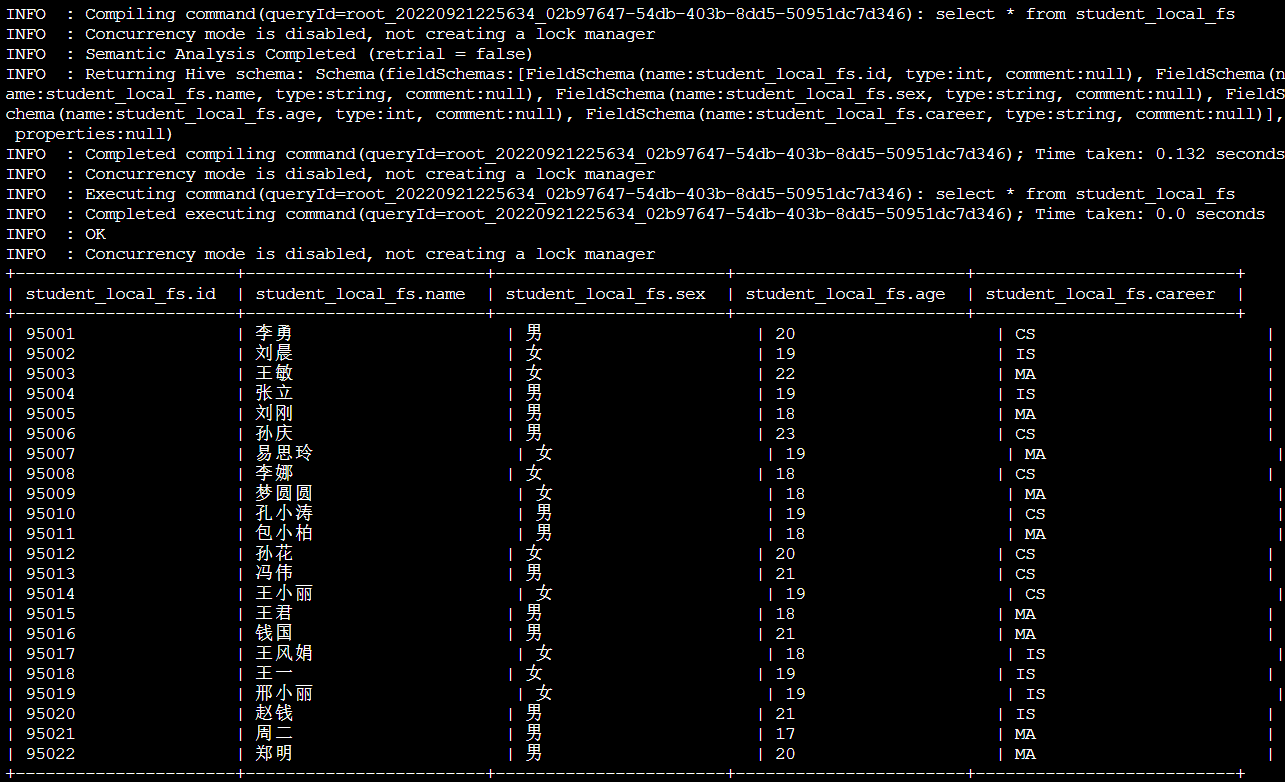 INFO  : Compiling command(queryId=root_20220921225634_02b97647-54db-403b-8dd5-50951dc7d346): select * from student_local_fs
INFO  : Concurrency mode is disabled, not creating a lock manager
INFO  : Semantic Analysis Completed (retrial = false)
INFO  : Returning Hive schema: Schema(fieldSchemas:[FieldSchema(name:student_local_fs.id, type:int, comment:null), FieldSchema(n
ame:student_local_fs.name, type:string, comment:null), FieldSchema(name:student_local_fs.sex, type:string, comment:null), FieldS
chema(name:student_local_fs.age, type:int, comment:null), FieldSchema(name:student_local_fs.career, type:string, comment:null)],
 properties:null)
INFO  : Completed compiling command(queryId=root_20220921225634_02b97647-54db-403b-8dd5-50951dc7d346); Time taken: 0.132 seconds
INFO  : Concurrency mode is disabled, not creating a lock manager
INFO  : Executing command(queryId=root_20220921225634_02b97647-54db-403b-8dd5-50951dc7d346): select * from student_local_fs
INFO  : Completed executing command(queryId=root_20220921225634_02b97647-54db-403b-8dd5-50951dc7d346); Time taken: 0.0 seconds
INFO  : OK
INFO  : Concurrency mode is disabled, not creating a lock manager
+-----------------------+------------------------+-----------------------+-----------------------+--------------------------+
| student_local_fs.id  | student_local_fs.name  | student_local_fs.sex  | student_local_fs.age  | student_local_fs.career  |
+-----------------------+------------------------+-----------------------+-----------------------+--------------------------+
| 95001 | 李勇 | 男 | 20 | CS |
| 95002 | 刘晨 | 女 | 19 | IS |
| 95003 | 王敏 | 女 | 22 | MA |
| 95004 | 张立 | 男 | 19 | IS |
| 95005 | 刘刚 | 男 | 18 | MA |
| 95006 | 孙庆 | 男 | 23 | CS |
| 95007 | 易思玲 | 女 | 19 | MA |
| 95008 | 李娜 | 女 | 18 | CS |
| 95009 | 梦圆圆 | 女 | 18 | MA |
| 95010 | 孔小涛 | 男 | 19 | CS |
| 95011 | 包小柏 | 男 | 18 | MA |
| 95012 | 孙花 | 女 | 20 | CS |
| 95013 | 冯伟 | 男 | 21 | CS |
| 95014 | 王小丽 | 女 | 19 | CS |
| 95015 | 王君 | 男 | 18 | MA |
| 95016 | 钱国 | 男 | 21 | MA |
| 95017 | 王风娟 | 女 | 18 | IS |
| 95018 | 王一 | 女 | 19 | IS |
| 95019 | 邢小丽 | 女 | 19 | IS |
| 95020 | 赵钱 | 男 | 21 | IS |
| 95021 | 周二 | 男 | 17 | MA |
| 95022 | 郑明 | 男 | 20 | MA |
+-----------------------+------------------------+-----------------------+-----------------------+--------------------------+